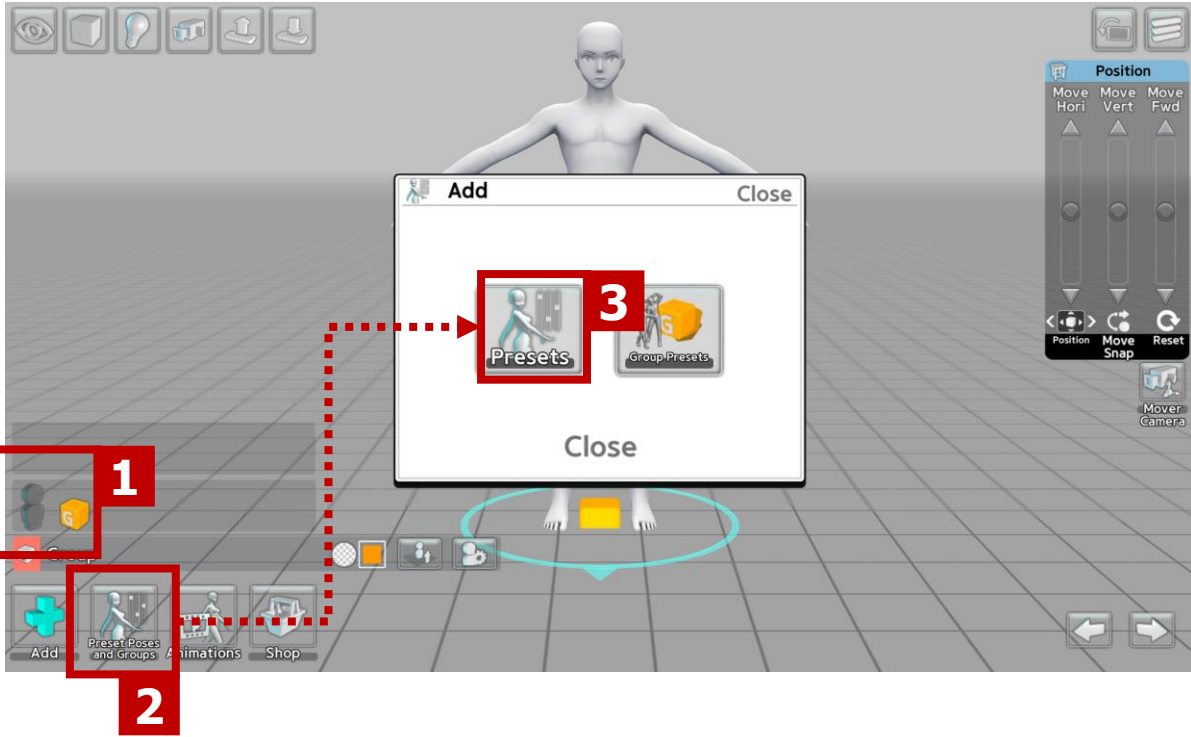 Position
Move Move Move
Hori Vert Fwd
Add
Close
3
Presets
Group Presets
Position
Move
Snap
Reset
Mover
Camera
Close
1
G
Group
Add
Preset Poses
and Groups
Animations
Shop
2